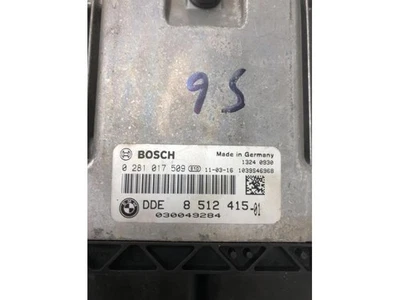 95
BOSCH
Made in Germany
1324 0930
0 281 017 509
11-03-16
1039S46968
DDE 8 512 415-01
030049284